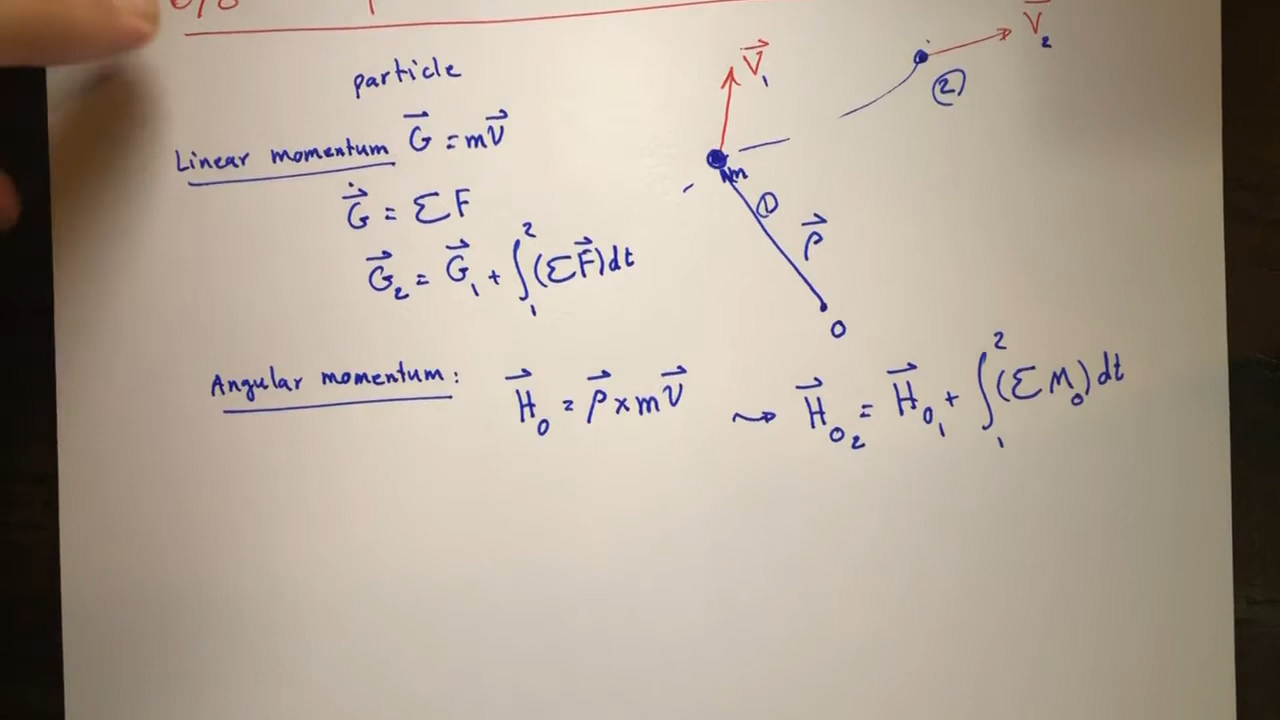 particle
Linear momentum G⃗ = mV⃗
G⃗̇ = ΣF
G⃗₂ = G⃗₁ + ∫₁²(ΣF⃗)dt
Angular momentum: H⃗₀ = ρ⃗ × mV⃗ ⇝ H⃗₀₂ = H⃗₀₁ + ∫₁²(ΣM₀)dt
V⃗₁
V⃗₂
②
m
①
ρ⃗
O